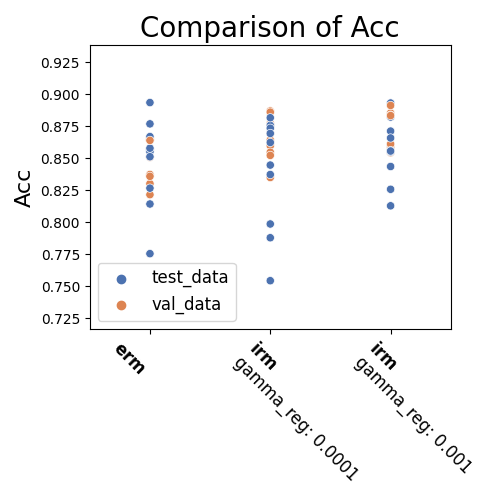 Comparison of Acc
Acc
0.925
0.900
0.875
0.850
0.825
0.800
0.775
0.750
0.725
test_data
val_data
erm
irm
gamma_reg: 0.0001
irm
gamma_reg: 0.001